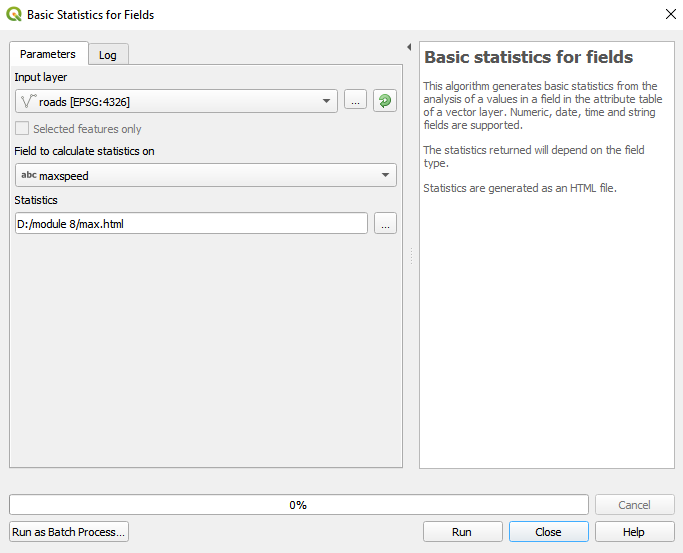 Basic Statistics for Fields
Parameters
Log
Input layer
roads [EPSG:4326]
...
Selected features only
Field to calculate statistics on
abc maxspeed
Statistics
D:/module 8/max.html
...
Basic statistics for fields
This algorithm generates basic statistics from the
analysis of a values in a field in the attribute table
of a vector layer. Numeric, date, time and string
fields are supported.
The statistics returned will depend on the field
type.
Statistics are generated as an HTML file.
0%
Cancel
Run as Batch Process...
Run
Close
Help